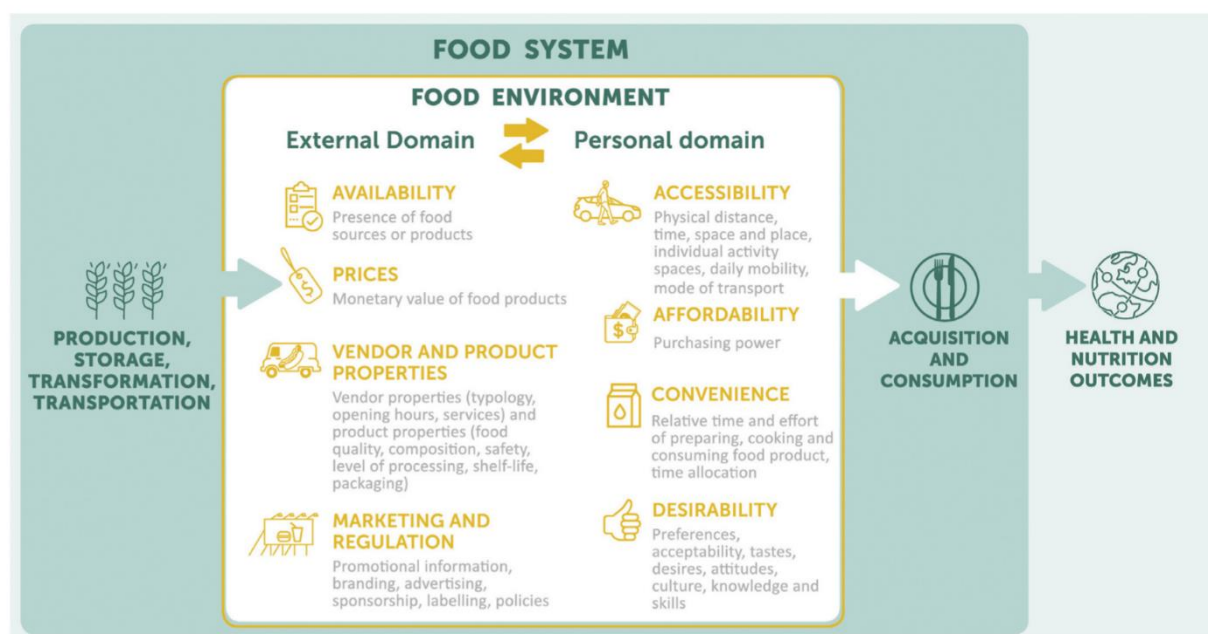 FOOD SYSTEM
FOOD ENVIRONMENT
External Domain
Personal domain
PRODUCTION,
STORAGE,
TRANSFORMATION,
TRANSPORTATION
AVAILABILITY
Presence of food
sources or products
PRICES
Monetary value of food products
VENDOR AND PRODUCT
PROPERTIES
Vendor properties (typology,
opening hours, services) and
product properties (food
quality, composition, safety,
level of processing, shelf-life,
packaging)
MARKETING AND
REGULATION
Promotional information,
branding, advertising,
sponsorship, labelling, policies
ACCESSIBILITY
Physical distance,
time, space and place,
individual activity
spaces, daily mobility,
mode of transport
AFFORDABILITY
Purchasing power
CONVENIENCE
Relative time and effort
of preparing, cooking and
consuming food product,
time allocation
DESIRABILITY
Preferences,
acceptability, tastes,
desires, attitudes,
culture, knowledge and
skills
ACQUISITION
AND
CONSUMPTION
HEALTH AND
NUTRITION
OUTCOMES